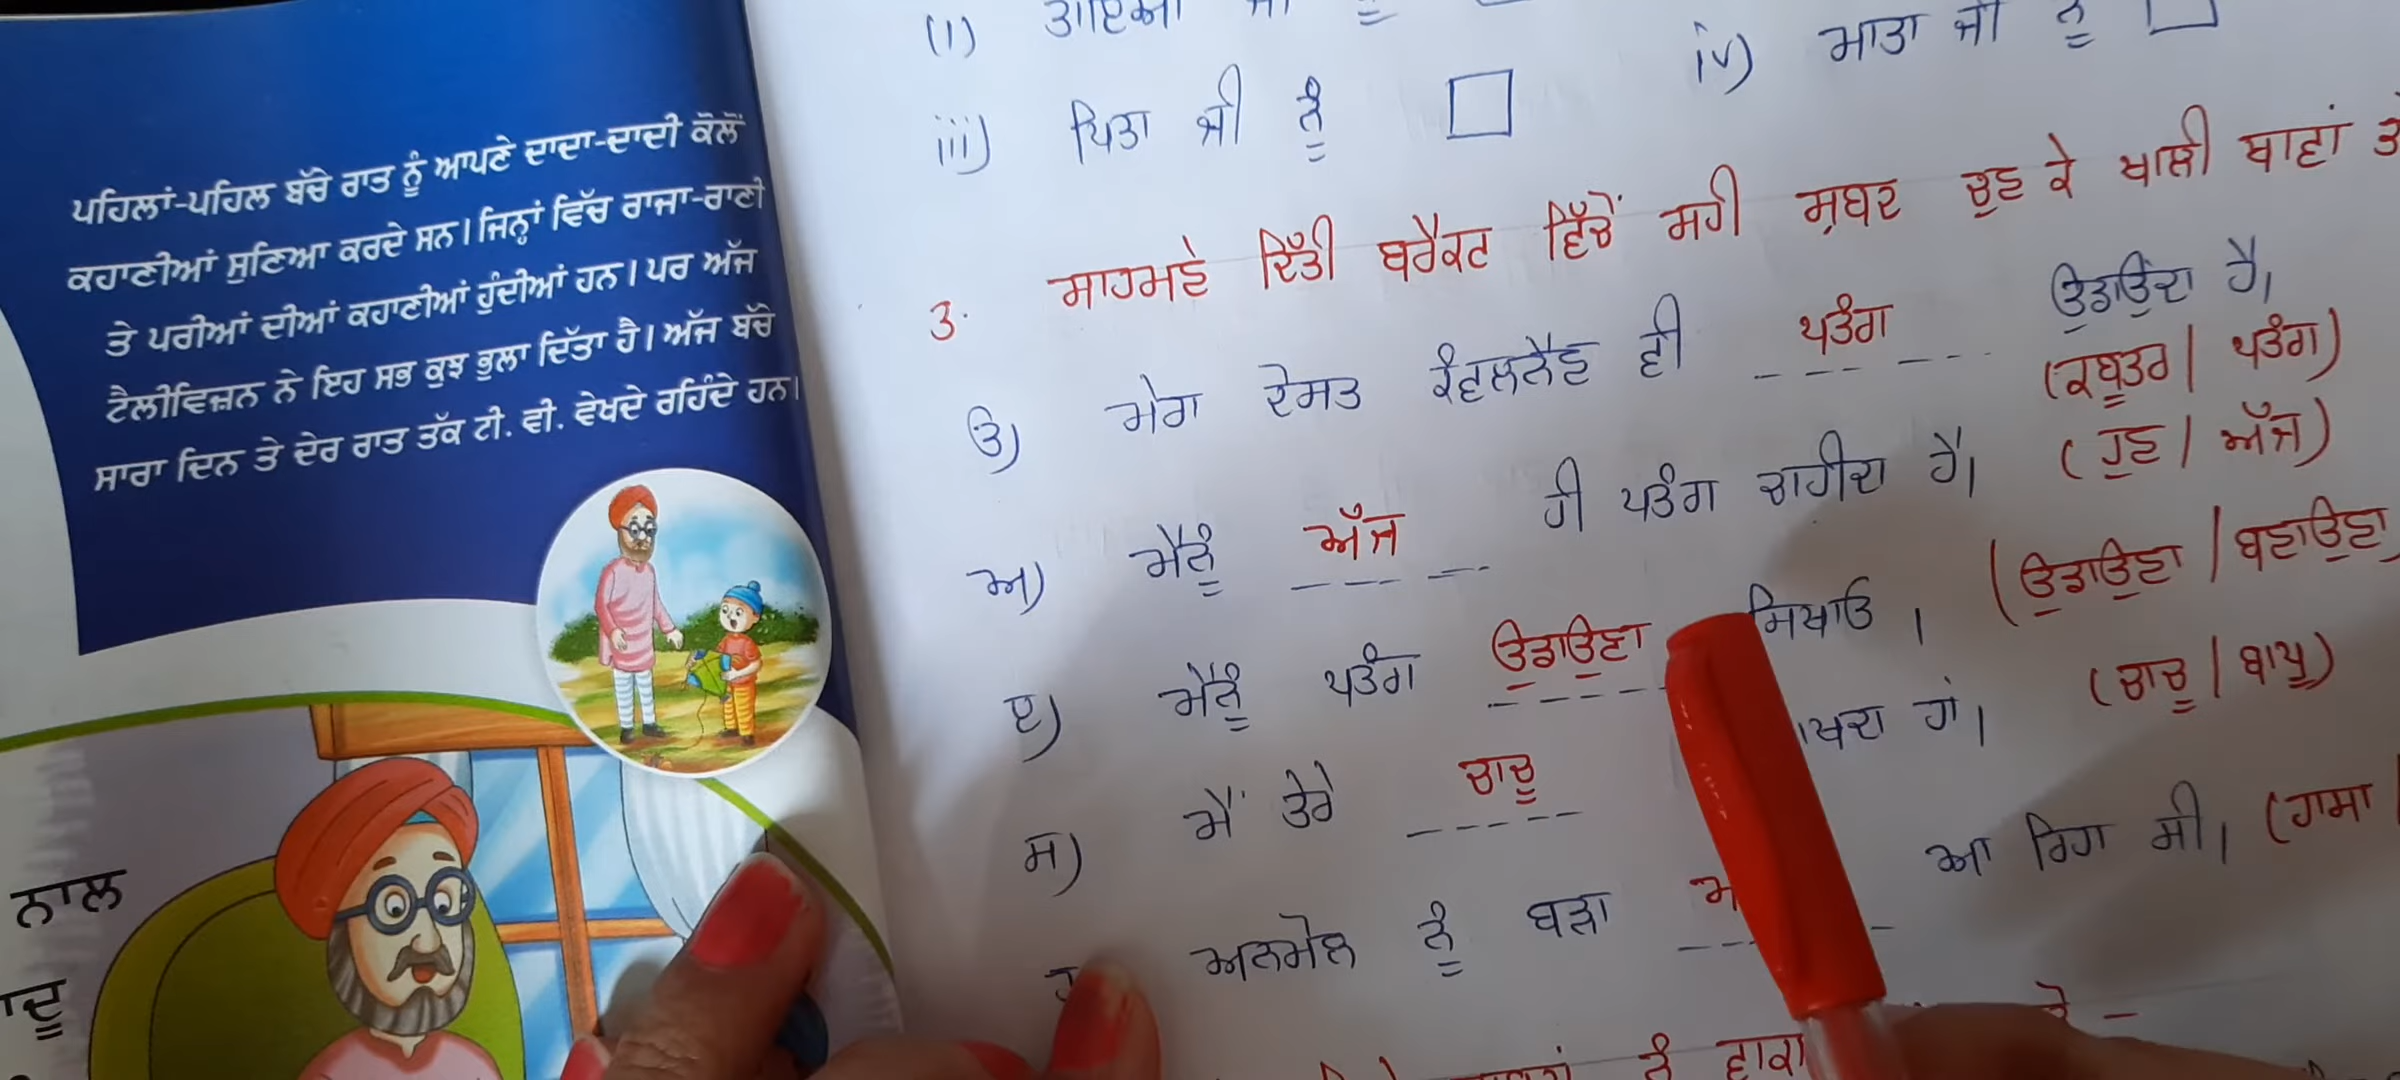 ਪਹਿਲਾਂ-ਪਹਿਲ ਬੱਚੇ ਰਾਤ ਨੂੰ ਆਪਣੇ ਦਾਦਾ-ਦਾਦੀ ਕੋਲੋਂ
ਕਹਾਣੀਆਂ ਸੁਣਿਆ ਕਰਦੇ ਸਨ। ਜਿਨ੍ਹਾਂ ਵਿੱਚ ਰਾਜਾ-ਰਾਣੀ
ਤੇ ਪਰੀਆਂ ਦੀਆਂ ਕਹਾਣੀਆਂ ਹੁੰਦੀਆਂ ਹਨ। ਪਰ ਅੱਜ
ਟੈਲੀਵਿਜ਼ਨ ਨੇ ਇਹ ਸਭ ਕੁਝ ਭੁਲਾ ਦਿੱਤਾ ਹੈ। ਅੱਜ ਬੱਚੇ
ਸਾਰਾ ਦਿਨ ਤੇ ਦੇਰ ਰਾਤ ਤੱਕ ਟੀ. ਵੀ. ਵੇਖਦੇ ਰਹਿੰਦੇ ਹਨ।
ਨਾਲ
(i) ਤਾਇਆ ਜੀ ਨੂੰ
iv) ਮਾਤਾ ਜੀ ਨੂੰ
iii) ਪਿਤਾ ਜੀ ਨੂੰ
3. ਸਾਹਮਣੇ ਦਿੱਤੀ ਬਰੈਕਟ ਵਿੱਚੋਂ ਸਹੀ ਸ਼ਬਦ ਚੁਣ ਕੇ ਖਾਲੀ ਥਾਵਾਂ
ੳ) ਮੇਰਾ ਦੋਸਤ ਕੰਵਲਨੈਣ ਵੀ ਪਤੰਗ ਉਡਾਉਂਦਾ ਹੈ।
(ਕਬੂਤਰ / ਪਤੰਗ)
ਅ) ਮੈਨੂੰ ਅੱਜ ਹੀ ਪਤੰਗ ਚਾਹੀਦਾ ਹੈ। (ਹੁਣ / ਅੱਜ)
ੲ) ਮੈਨੂੰ ਪਤੰਗ ਉਡਾਉਣਾ ਸਿਖਾਓ । (ਉਡਾਉਣਾ / ਬਣਾਉਣਾ
ਸ) ਮੈਂ ਤੇਰੇ ਚਾਚੂ ਹਾਂ। (ਚਾਚੂ / ਬਾਪੂ)
ਅਨਮੋਲ ਨੂੰ ਬੜਾ ਆ ਰਿਹਾ ਸੀ। (ਹਾਸਾ /
ਨੂੰ